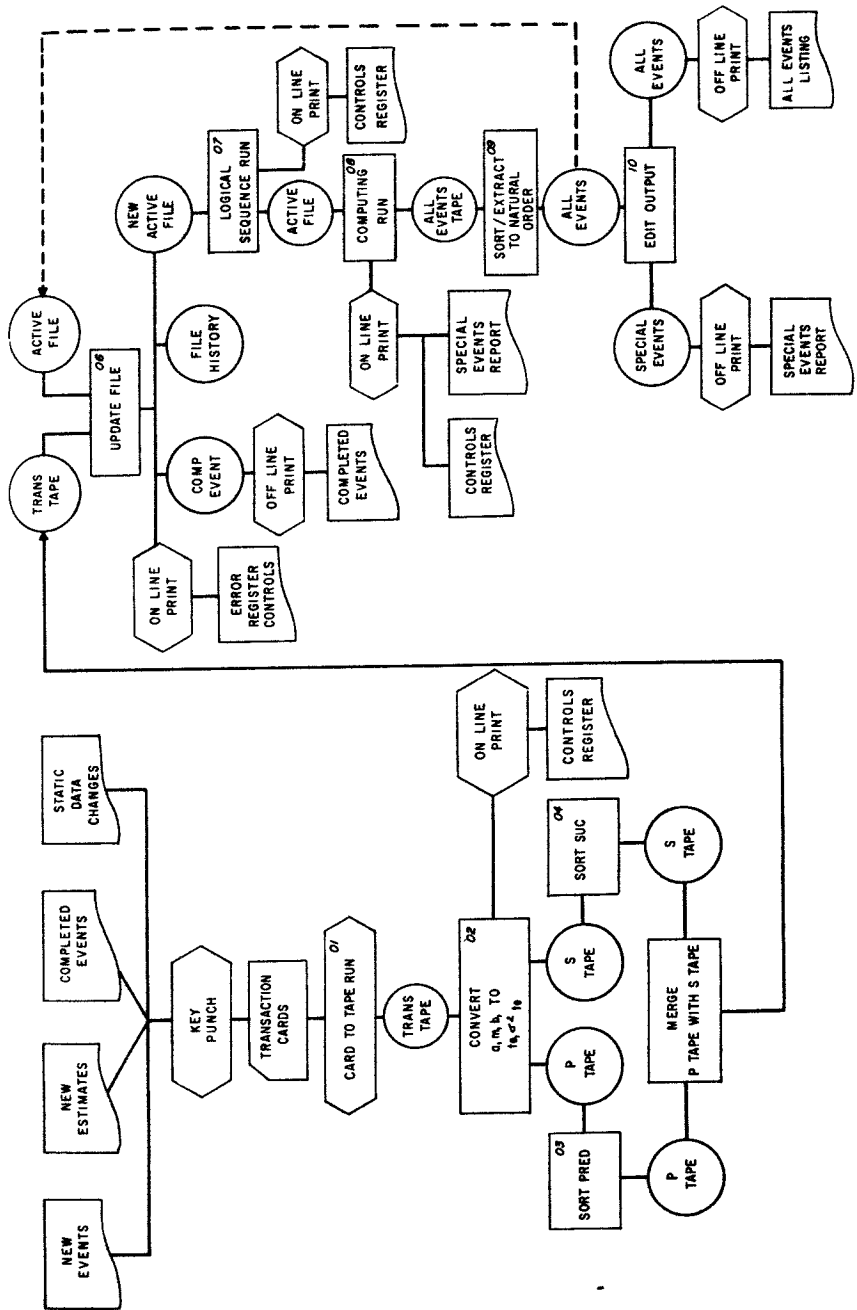 NEW
EVENTS
NEW
ESTIMATES
COMPLETED
EVENTS
STATIC
DATA
CHANGES
KEY
PUNCH
TRANSACTION
CARDS
01
CARD TO TAPE RUN
TRANS
TAPE
02
CONVERT
a, m, b, TO
te, σ² te
ON LINE
PRINT
CONTROLS
REGISTER
P
TAPE
S
TAPE
03
SORT PRED
04
SORT SUC
P
TAPE
S
TAPE
MERGE
P TAPE WITH S TAPE
TRANS
TAPE
ACTIVE
FILE
06
UPDATE FILE
ON LINE
PRINT
ERROR
REGISTER
CONTROLS
COMP
EVENT
OFF LINE
PRINT
COMPLETED
EVENTS
FILE
HISTORY
NEW
ACTIVE
FILE
07
LOGICAL
SEQUENCE RUN
ON LINE
PRINT
CONTROLS
REGISTER
ACTIVE
FILE
08
COMPUTING
RUN
ON LINE
PRINT
CONTROLS
REGISTER
SPECIAL
EVENTS
REPORT
ALL
EVENTS
TAPE
09
SORT/EXTRACT
TO NATURAL
ORDER
ALL
EVENTS
10
EDIT OUTPUT
SPECIAL
EVENTS
OFF LINE
PRINT
SPECIAL
EVENTS
REPORT
ALL
EVENTS
OFF LINE
PRINT
ALL EVENTS
LISTING